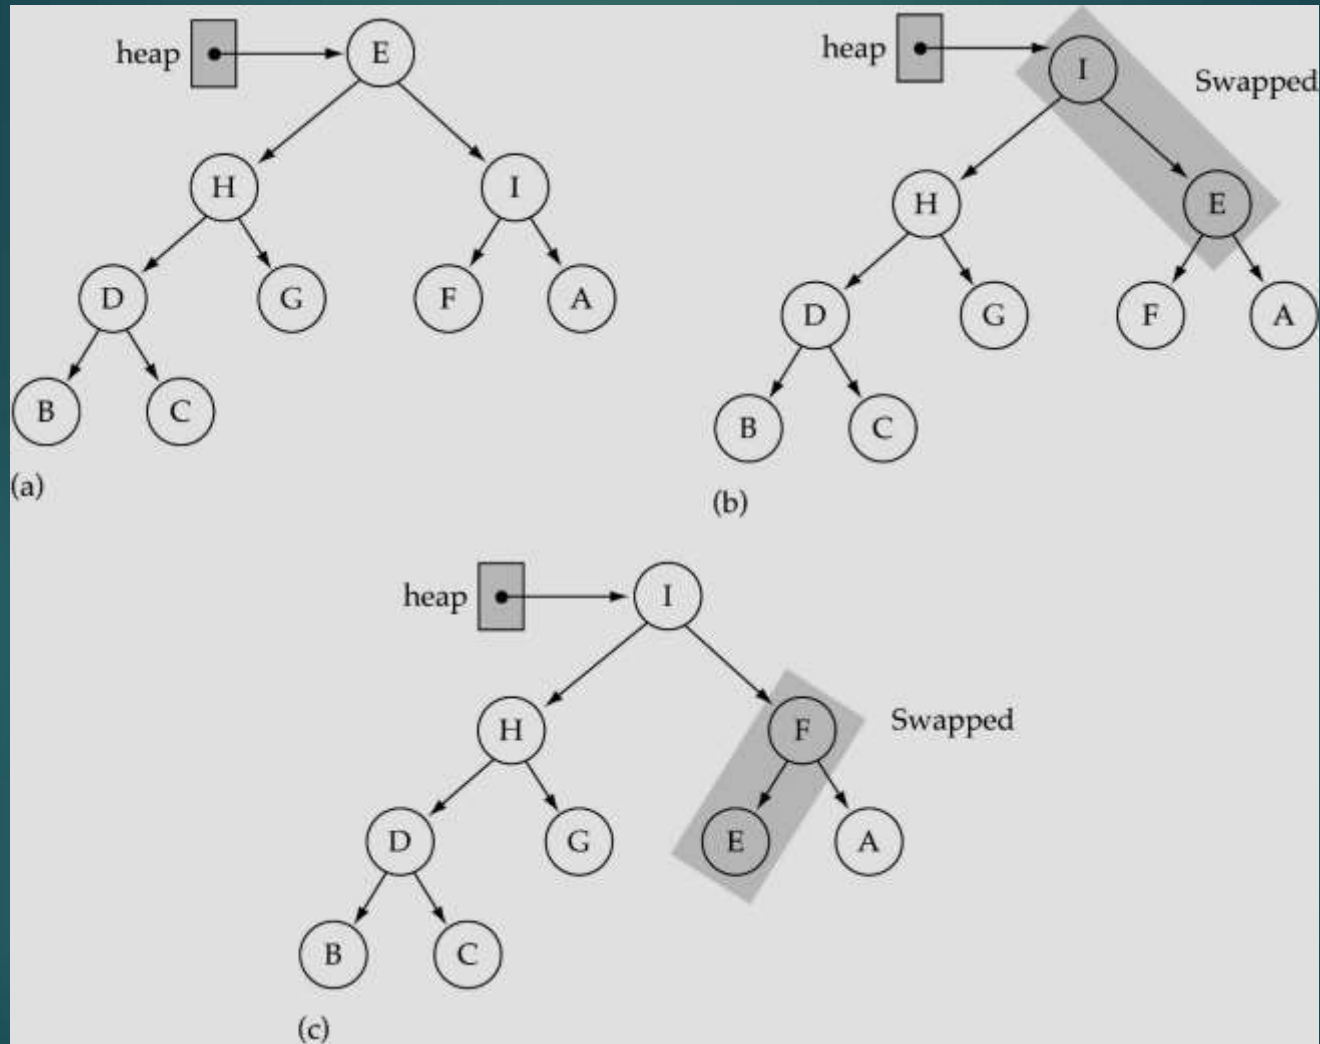 heap E
H I
D G F A
B C
(a)
heap I Swapped
H E
D G F A
B C
(b)
heap I
H F Swapped
D G E A
B C
(c)